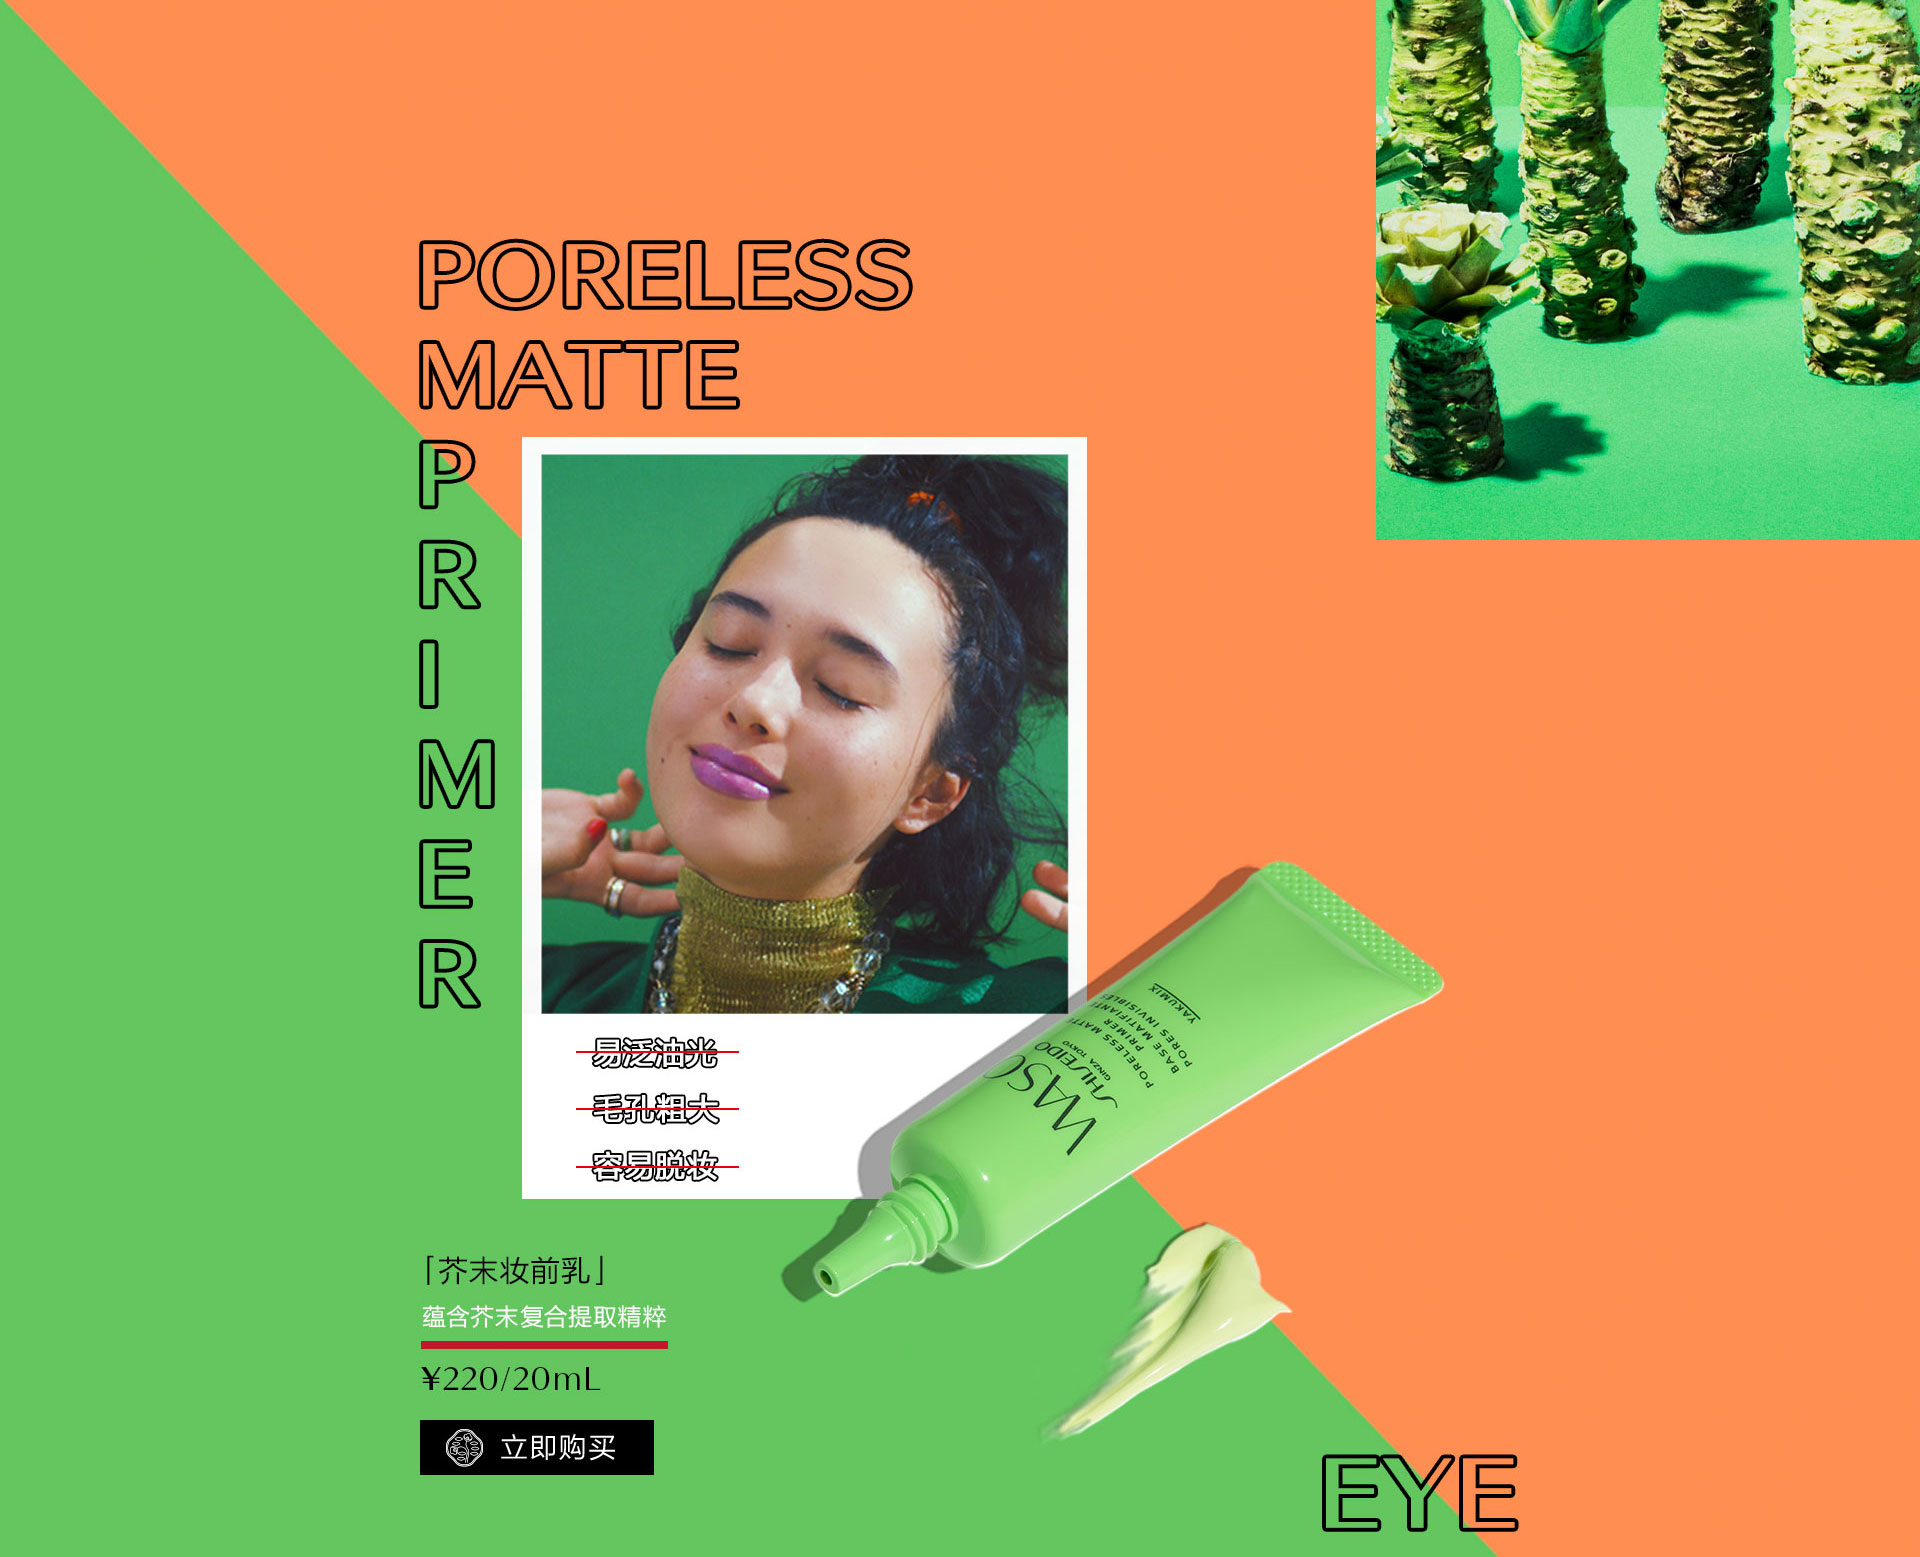 PORELESS
MATTE
PRIMER
易泛油光
毛孔粗大
容易脱妆
WASO
SHISEIDO
GINZA TOKYO
PORELESS MATTE
PRIMER
BASE MATIFIANTE
PORES INVISIBLES
YAKUMIX
「芥末妆前乳」
蕴含芥末复合提取精粹
¥220/20mL
立即购买
EYE